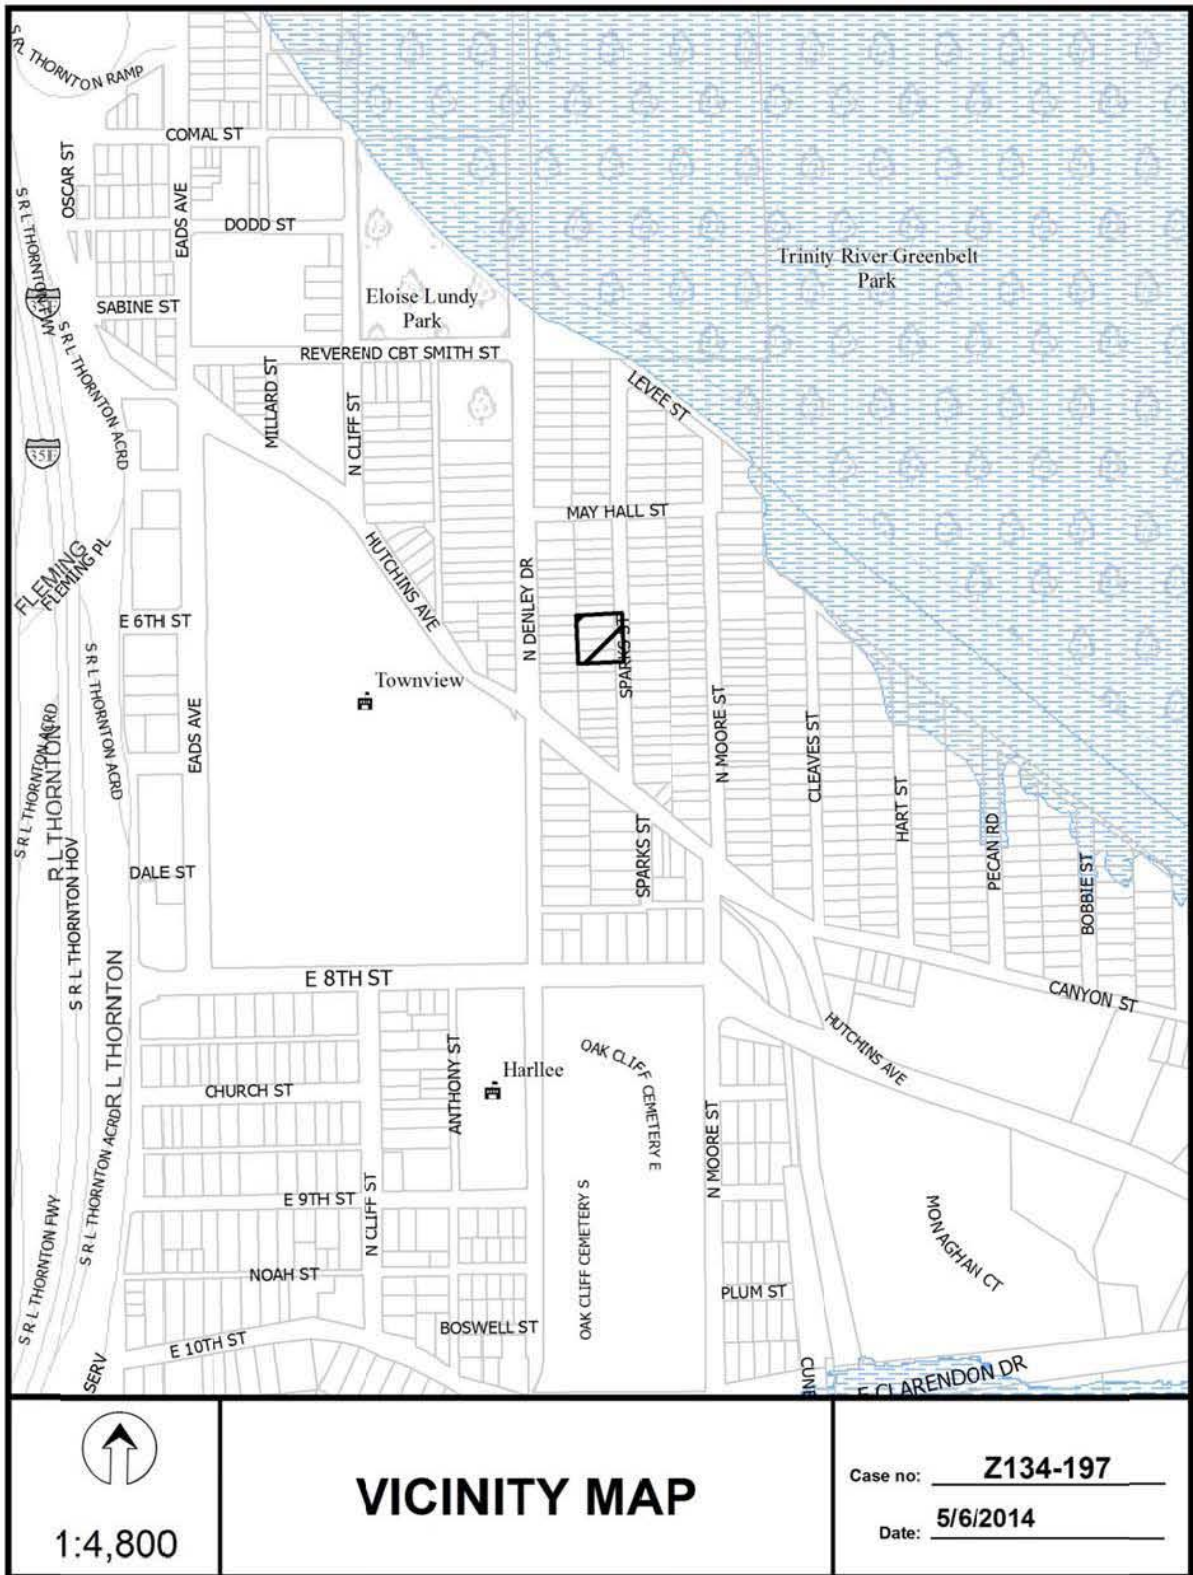 S R L THORNTON RAMP
COMAL ST
OSCAR ST
EADS AVE
DODD ST
S R L THORNTON FWY
35E
SABINE ST
Eloise Lundy
Park
Trinity River Greenbelt
Park
S R L THORNTON ACRD
REVEREND CBT SMITH ST
MILLARD ST
N CLIFF ST
LEVEE ST
35E
MAY HALL ST
HUTCHINS AVE
N DENLEY DR
FLEMING
FLEMING PL
E 6TH ST
SPARKS ST
Townview
S R L THORNTON ACRD
EADS AVE
N MOORE ST
CLEAVES ST
HART ST
S R L THORNTON ACRD
R L THORNTON
S R L THORNTON HOV
DALE ST
SPARKS ST
PECAN RD
BOBBIE ST
E 8TH ST
CANYON ST
R L THORNTON
HUTCHINS AVE
ANTHONY ST
Harllee
OAK CLIFF CEMETERY E
CHURCH ST
N MOORE ST
S R L THORNTON ACRD
E 9TH ST
N CLIFF ST
OAK CLIFF CEMETERY S
MONAGHAN CT
S R L THORNTON FWY
NOAH ST
PLUM ST
BOSWELL ST
E 10TH ST
SERV
CUNE
E CLARENDON DR
1:4,800
VICINITY MAP
Case no: Z134-197
Date: 5/6/2014